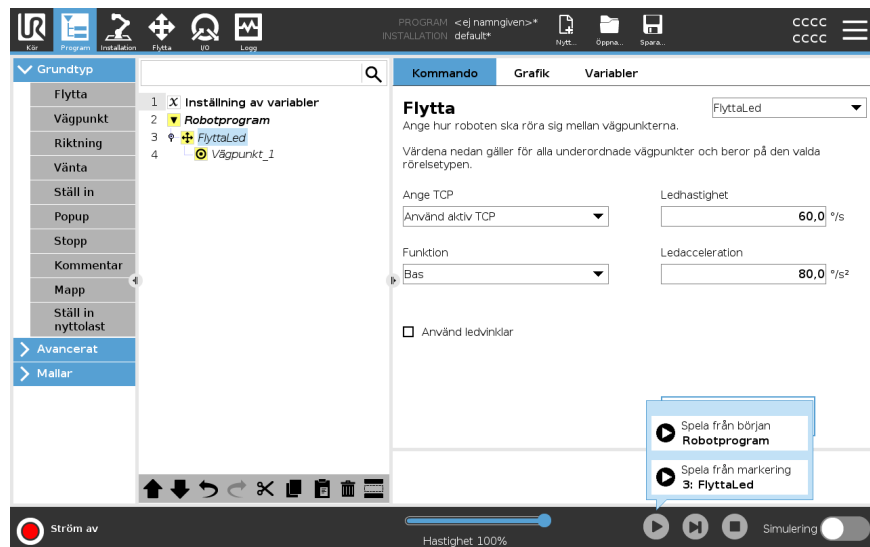 UR
Kör
Program
Installation
Flytta
I/O
Logg
PROGRAM <ej namngiven>*
INSTALLATION default*
Nytt...
Öppna...
Spara...
cccc
cccc
Grundtyp
Flytta
Vägpunkt
Riktning
Vänta
Ställ in
Popup
Stopp
Kommentar
Mapp
Ställ in
nyttolast
Avancerat
Mallar
1 X Inställning av variabler
2 Robotprogram
3 FlyttaLed
4 Vägpunkt_1
Kommando
Grafik
Variabler
Flytta
FlyttaLed
Ange hur roboten ska röra sig mellan vägpunkterna.
Värdena nedan gäller för alla underordnade vägpunkter och beror på den valda
rörelsetypen.
Ange TCP
Ledhastighet
Använd aktiv TCP
60,0 °/s
Funktion
Ledacceleration
Bas
80,0 °/s²
Använd ledvinklar
Spela från början
Robotprogram
Spela från markering
3: FlyttaLed
Ström av
Hastighet 100%
Simulering